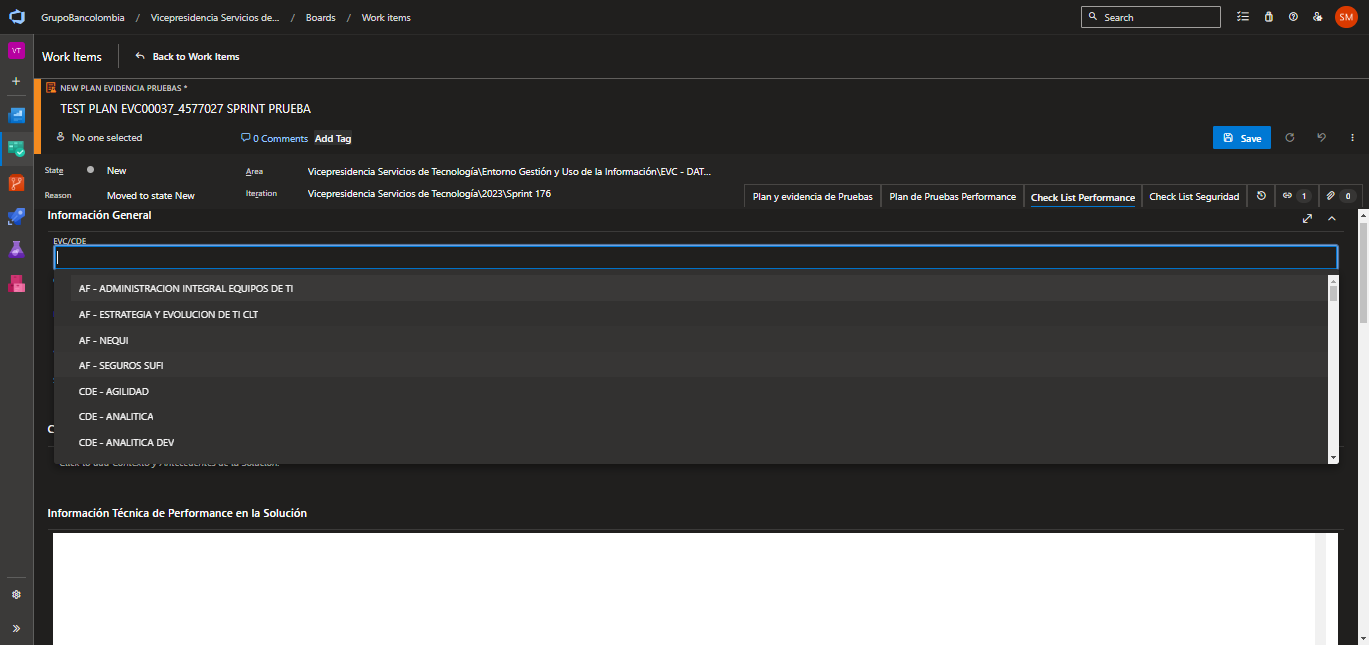 GrupoBancolombia / Vicepresidencia Servicios de... / Boards / Work items
Search
SM
VT
Work Items
Back to Work Items
NEW PLAN EVIDENCIA PRUEBAS *
TEST PLAN EVC00037_4577027 SPRINT PRUEBA
No one selected
0 Comments
Add Tag
Save
State
New
Area
Vicepresidencia Servicios de Tecnología\Entorno Gestión y Uso de la Información\EVC - DAT...
Reason
Moved to state New
Iteration
Vicepresidencia Servicios de Tecnología\2023\Sprint 176
Plan y evidencia de Pruebas
Plan de Pruebas Performance
Check List Performance
Check List Seguridad
1
0
Información General
EVC/CDE
AF - ADMINISTRACION INTEGRAL EQUIPOS DE TI
AF - ESTRATEGIA Y EVOLUCION DE TI CLT
AF - NEQUI
AF - SEGUROS SUFI
CDE - AGILIDAD
CDE - ANALITICA
CDE - ANALITICA DEV
Click to add Contexto y Antecedentes de la Solución.
Información Técnica de Performance en la Solución